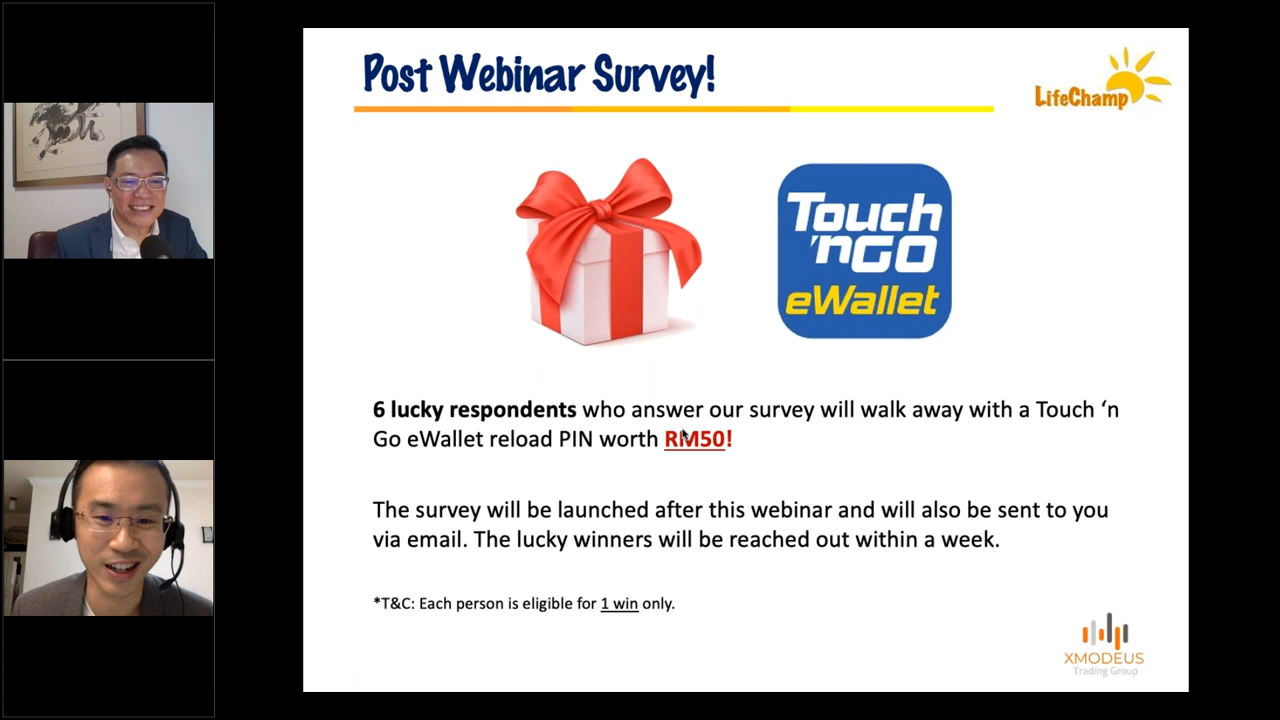 Post Webinar Survey!
LifeChamp
Touch
'nGO
eWallet
6 lucky respondents who answer our survey will walk away with a Touch ‘n
Go eWallet reload PIN worth RM50!
The survey will be launched after this webinar and will also be sent to you
via email. The lucky winners will be reached out within a week.
*T&C: Each person is eligible for 1 win only.
XMODEUS
Trading Group